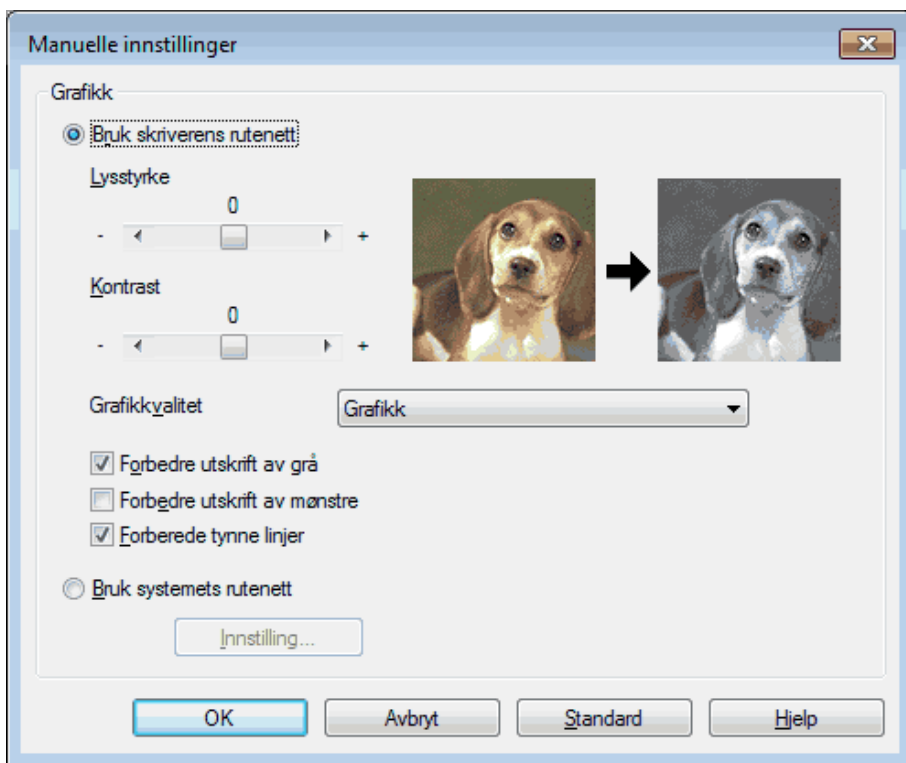 Manuelle innstillinger
Grafikk
Bruk skriverens rutenett
Lysstyrke
0
- +
Kontrast
0
- +
Grafikkvalitet Grafikk
Forbedre utskrift av grå
Forbedre utskrift av mønstre
Forberede tynne linjer
Bruk systemets rutenett
Innstilling...
OK Avbryt Standard Hjelp